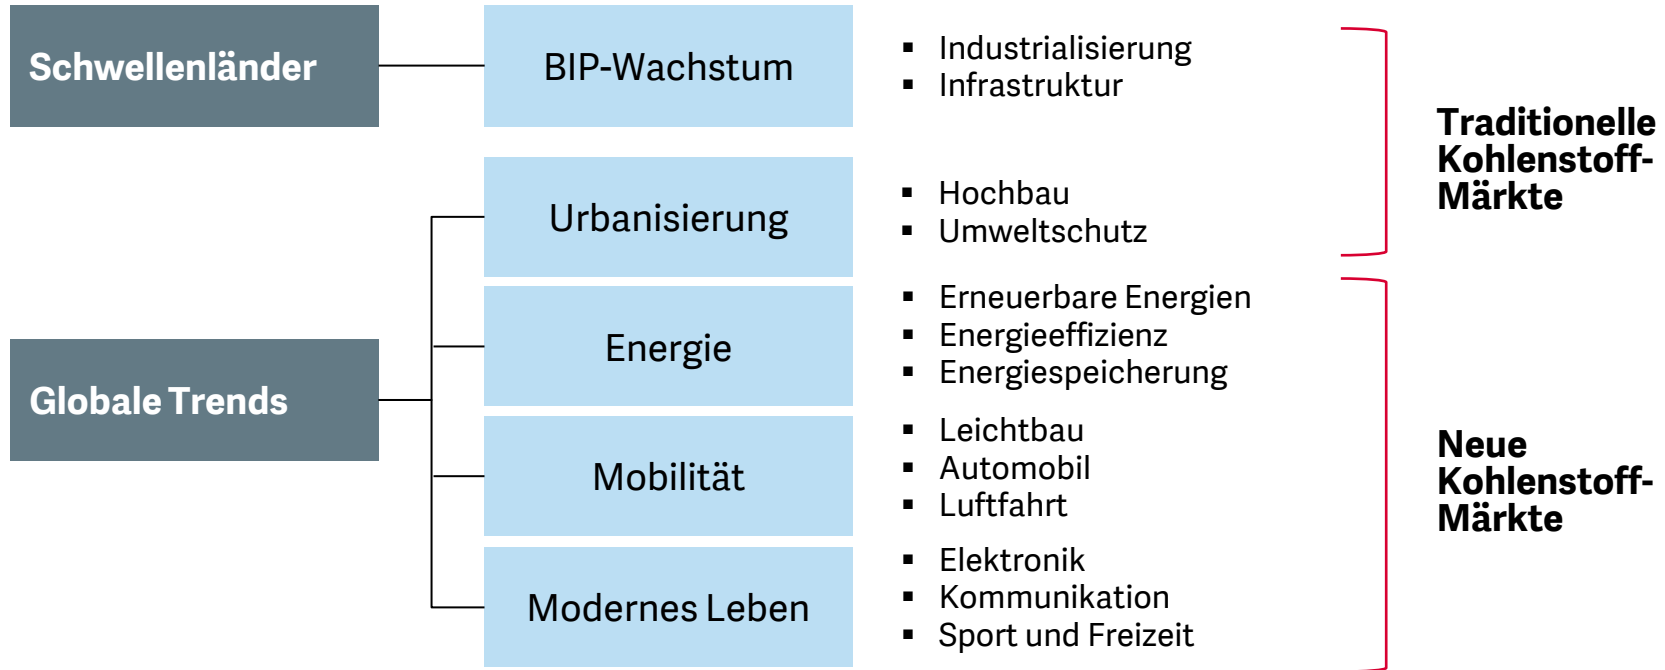 Schwellenländer
BIP-Wachstum
▪ Industrialisierung
▪ Infrastruktur
Traditionelle
Kohlenstoff-
Märkte
Urbanisierung
▪ Hochbau
▪ Umweltschutz
Globale Trends
Energie
▪ Erneuerbare Energien
▪ Energieeffizienz
▪ Energiespeicherung
Mobilität
▪ Leichtbau
▪ Automobil
▪ Luftfahrt
Neue
Kohlenstoff-
Märkte
Modernes Leben
▪ Elektronik
▪ Kommunikation
▪ Sport und Freizeit